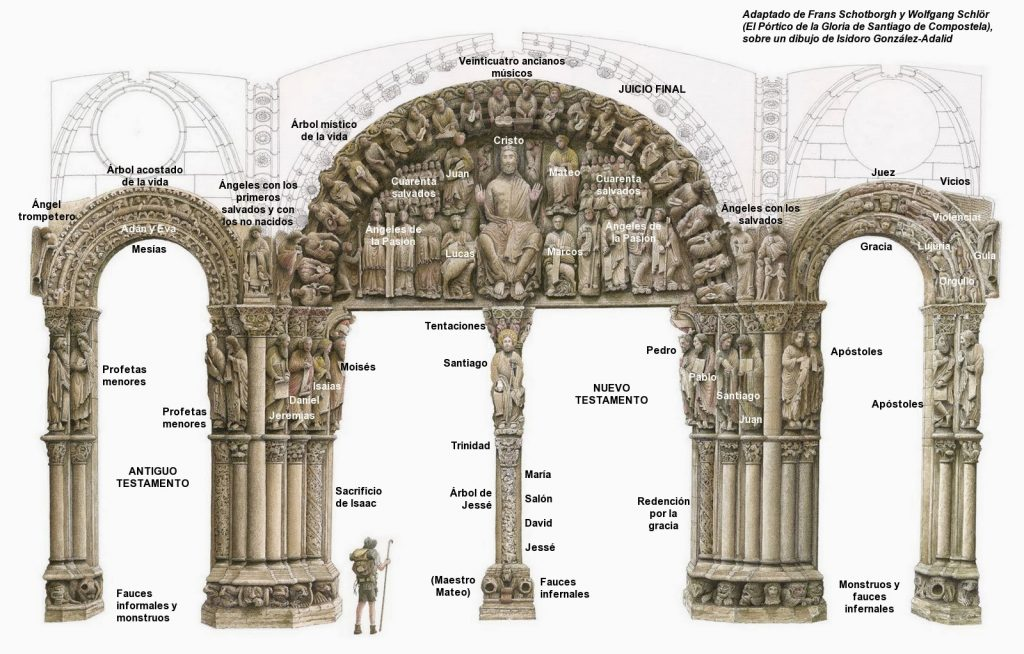 Adaptado de Frans Schotborgh y Wolfgang Schlör
(El Pórtico de la Gloria de Santiago de Compostela),
sobre un dibujo de Isidoro González-Adalid
Veinticuatro ancianos
músicos
JUICIO FINAL
Árbol místico
de la vida
Cristo
Juan
Mateo
Cuarenta
salvados
Cuarenta
salvados
Árbol acostado
de la vida
Ángeles con los
primeros
salvados y con
los no nacidos
Ángel
trompetero
Adán y Eva
Mesías
Ángeles de
la Pasión
Lucas
Marcos
Ángeles de
la Pasión
Ángeles con los
salvados
Juez
Vicios
Violencia
Gracia
Lujuria
Gula
Orgullo
Tentaciones
Santiago
Moisés
Isaías
Daniel
Jeremías
Profetas
menores
Profetas
menores
Pedro
Pablo
Santiago
Juan
Apóstoles
Apóstoles
NUEVO
TESTAMENTO
ANTIGUO
TESTAMENTO
Trinidad
Árbol de
Jessé
María
Salón
David
Jessé
Sacrificio
de Isaac
Redención
por la
gracia
(Maestro
Mateo)
Fauces
infernales
Fauces
informales y
monstruos
Monstruos y
fauces
infernales